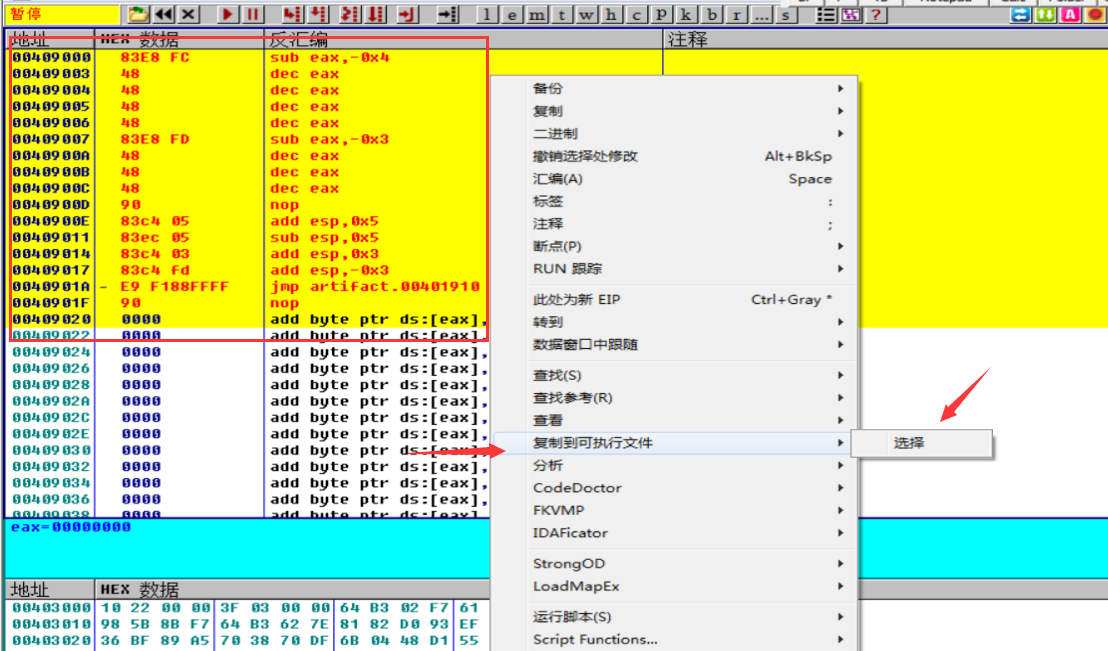 暂停 l e m t w h c P k b r ... s ?
地址 HEX 数据 反汇编 注释
00409000 83E8 FC sub eax,-0x4
00409003 48 dec eax
00409004 48 dec eax
00409005 48 dec eax
00409006 48 dec eax
00409007 83E8 FD sub eax,-0x3
0040900A 48 dec eax
0040900B 48 dec eax
0040900C 48 dec eax
0040900D 90 nop
0040900E 83c4 05 add esp,0x5
00409011 83ec 05 sub esp,0x5
00409014 83c4 03 add esp,0x3
00409017 83c4 fd add esp,-0x3
0040901A - E9 F188FFFF jmp artifact.00401910
0040901F 90 nop
00409020 0000 add byte ptr ds:[eax],
00409022 0000 add byte ptr ds:[eax],
00409024 0000 add byte ptr ds:[eax],
00409026 0000 add byte ptr ds:[eax],
00409028 0000 add byte ptr ds:[eax],
0040902A 0000 add byte ptr ds:[eax],
0040902C 0000 add byte ptr ds:[eax],
0040902E 0000 add byte ptr ds:[eax],
00409030 0000 add byte ptr ds:[eax],
00409032 0000 add byte ptr ds:[eax],
00409034 0000 add byte ptr ds:[eax],
00409036 0000 add byte ptr ds:[eax],
00409038 0000 add byte ptr ds:[eax],
eax=00000000
地址 HEX 数据
00403000 10 22 00 00 3F 03 00 00 64 B3 02 F7 61
00403010 98 5B 8B F7 64 B3 62 7E 81 82 D0 93 EF
00403020 36 BF 89 A5 70 38 70 DF 6B 04 48 D1 55
备份
复制
二进制
撤销选择处修改 Alt+BkSp
汇编(A) Space
标签 :
注释 ;
断点(P)
RUN 跟踪
此处为新 EIP Ctrl+Gray *
转到
数据窗口中跟随
查找(S)
查找参考(R)
查看
复制到可执行文件
选择
分析
CodeDoctor
FKVMP
IDAFicator
StrongOD
LoadMapEx
运行脚本(S)
Script Functions...